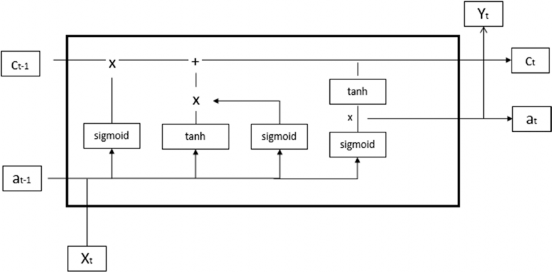 Yt
Ct-1
x
+
Ct
tanh
x
x
at
sigmoid
tanh
sigmoid
sigmoid
at-1
Xt